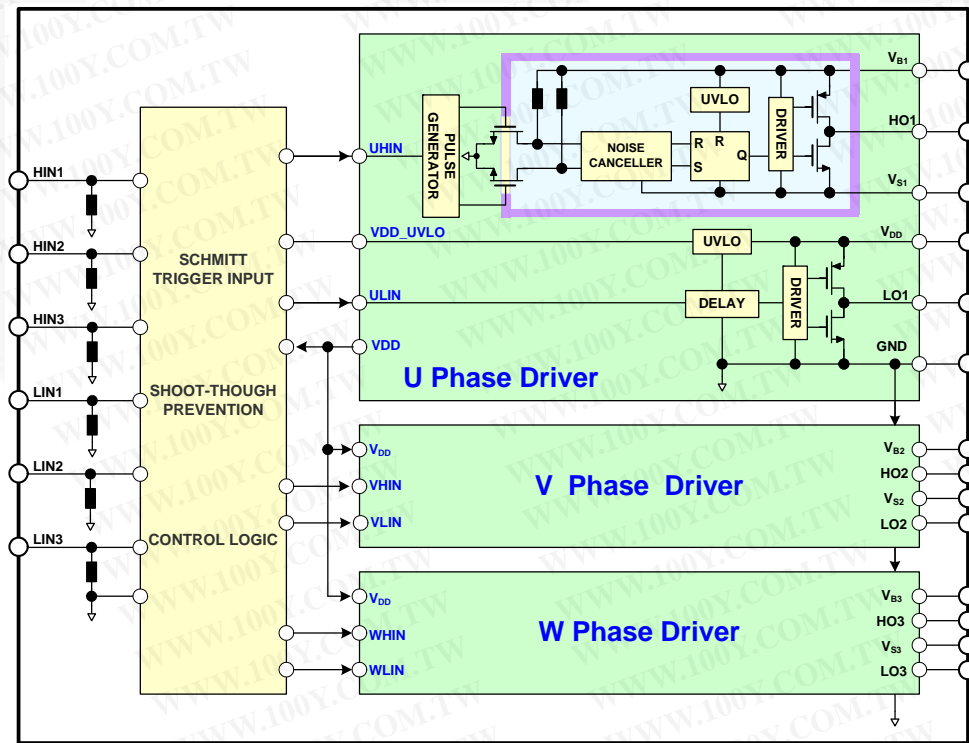 HIN1
HIN2
HIN3
LIN1
LIN2
LIN3
SCHMITT
TRIGGER INPUT
SHOOT-THOUGH
PREVENTION
CONTROL LOGIC
UHIN
VDD_UVLO
ULIN
VDD
PULSE
GENERATOR
NOISE
CANCELLER
UVLO
R
R
S
Q
DRIVER
VB1
HO1
VS1
UVLO
DELAY
DRIVER
VDD
LO1
GND
U Phase Driver
VDD
VHIN
VLIN
V Phase Driver
VB2
HO2
VS2
LO2
VDD
WHIN
WLIN
W Phase Driver
VB3
HO3
VS3
LO3
WWW.100Y.COM.TW